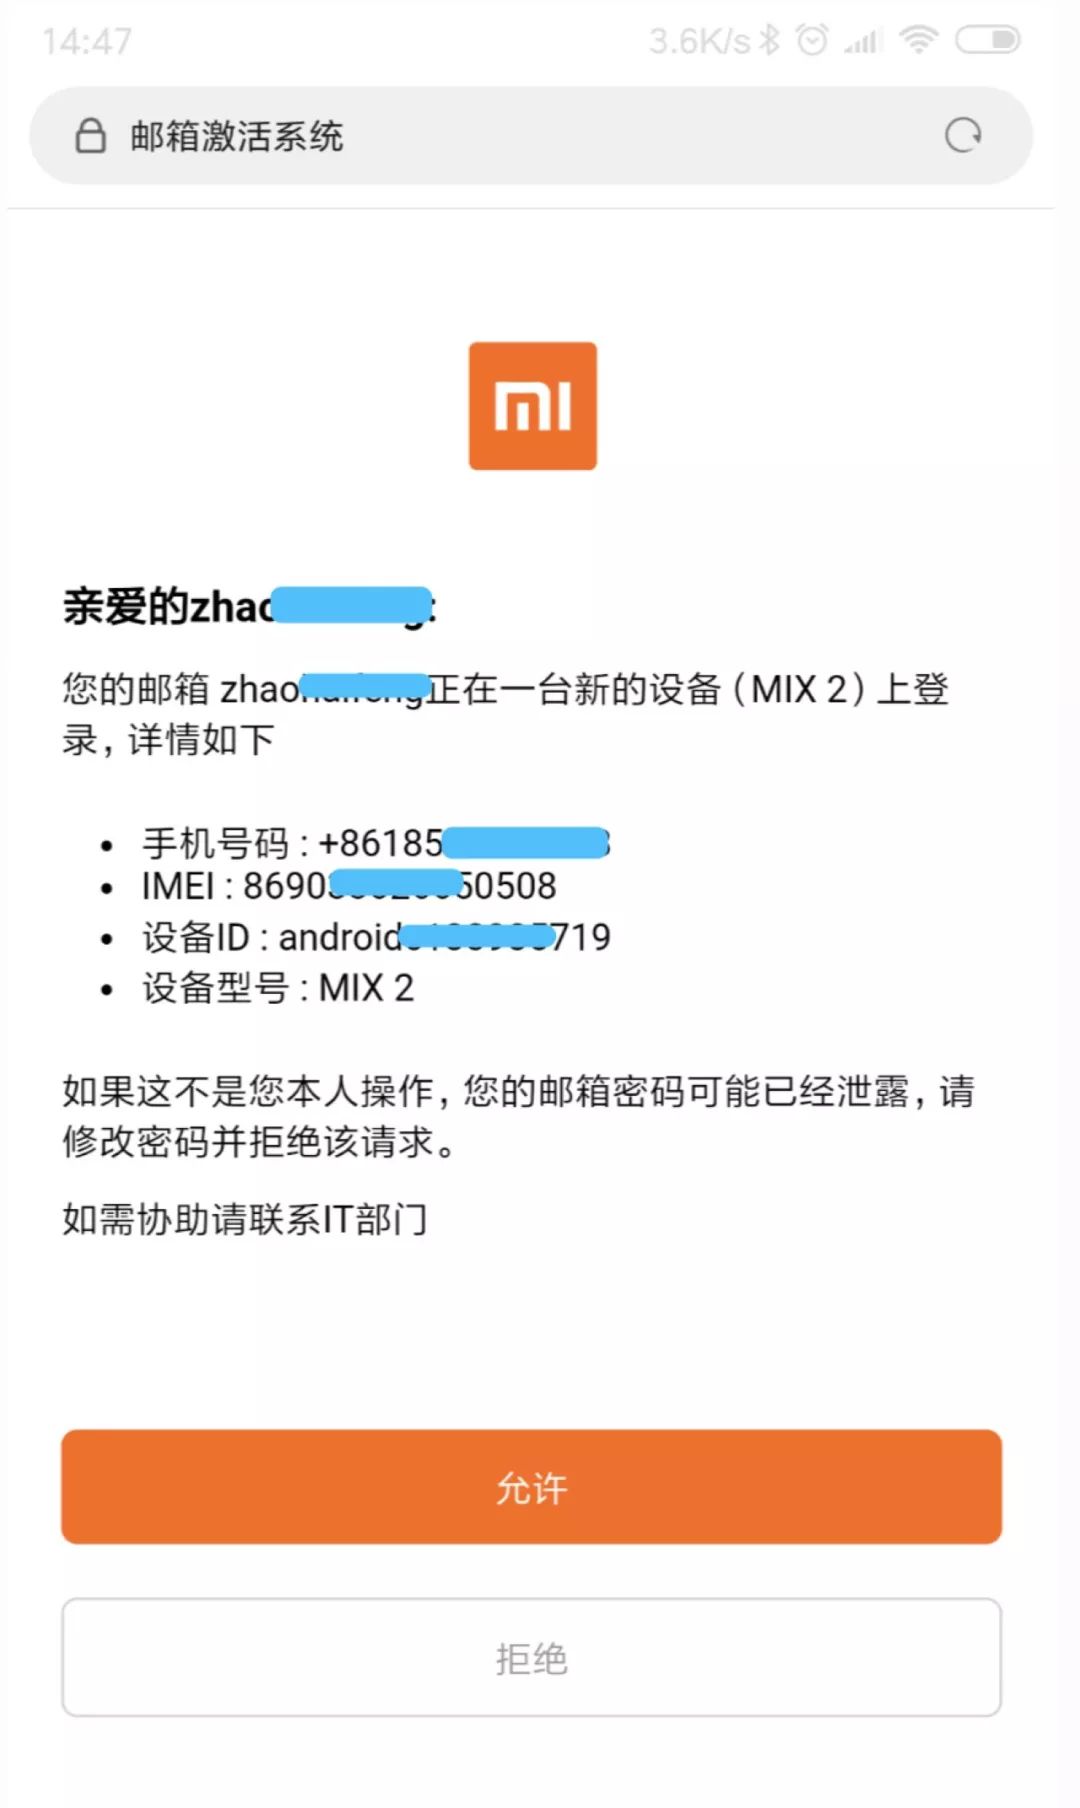 14:47 3.6K/s
邮箱激活系统
mi
亲爱的zhao
您的邮箱 zhao 正在一台新的设备（MIX 2）上登
录，详情如下
• 手机号码 : +86185
• IMEI : 8690 50508
• 设备ID : android 719
• 设备型号 : MIX 2
如果这不是您本人操作，您的邮箱密码可能已经泄露，请
修改密码并拒绝该请求。
如需协助请联系IT部门
允许
拒绝